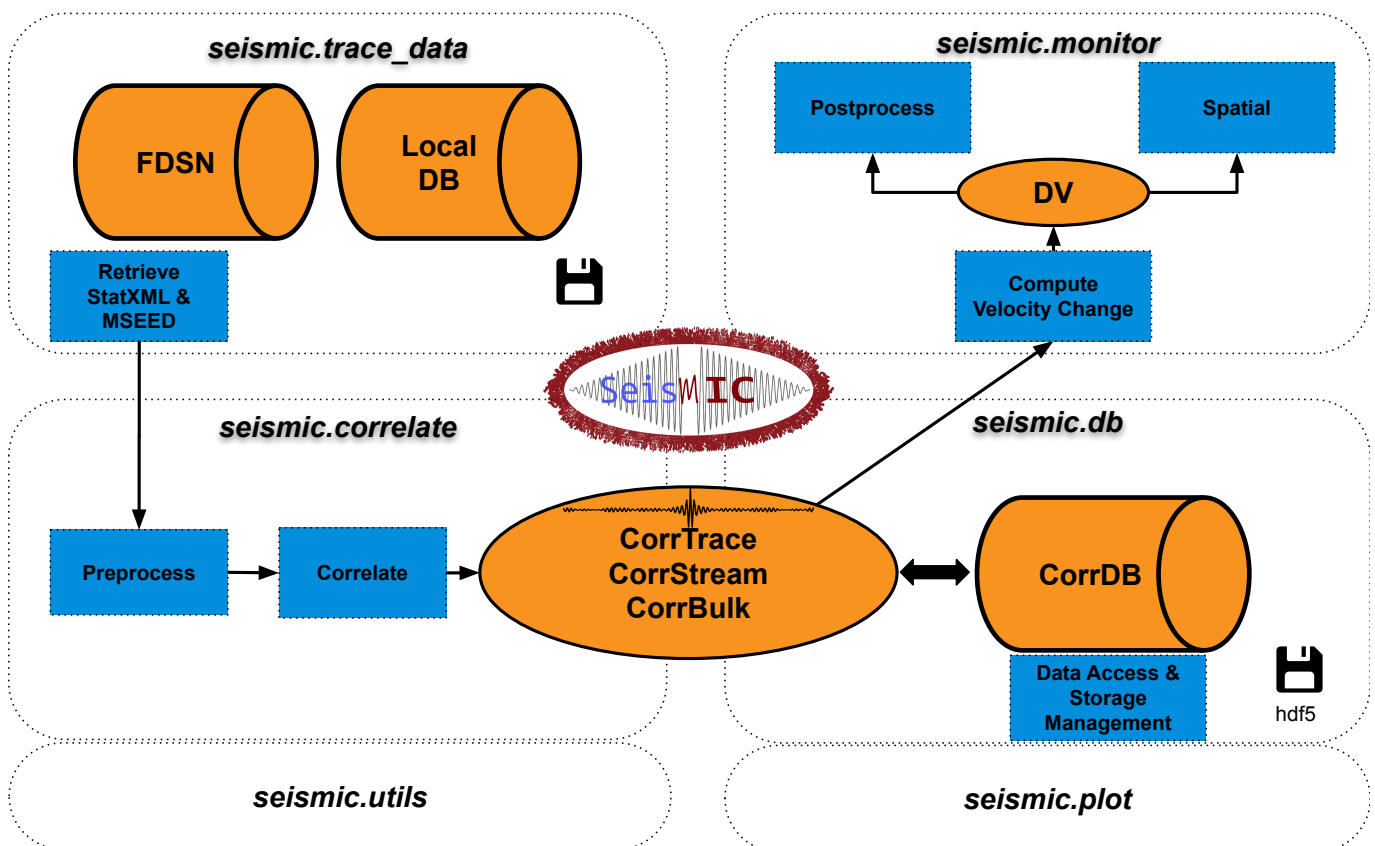 seismic.trace_data
FDSN
Local
DB
Retrieve
StatXML &
MSEED
seismic.monitor
Postprocess
Spatial
DV
Compute
Velocity Change
SeisMIC
seismic.correlate
Preprocess
Correlate
CorrTrace
CorrStream
CorrBulk
seismic.db
CorrDB
Data Access &
Storage
Management
hdf5
seismic.utils
seismic.plot